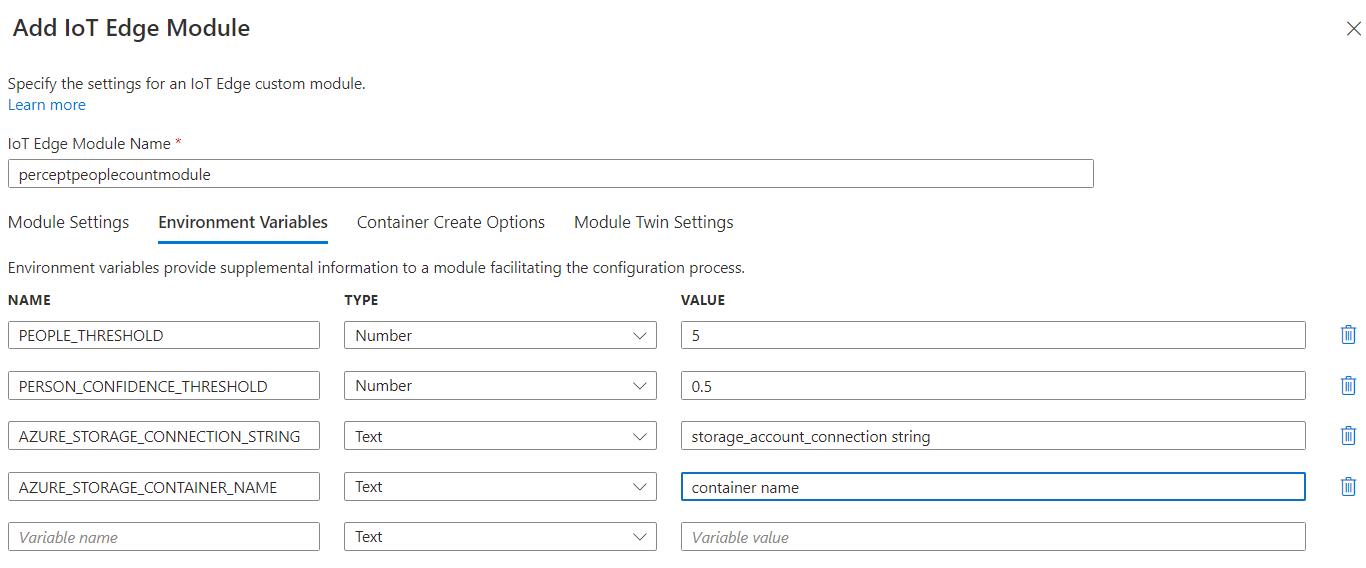 Add IoT Edge Module
Specify the settings for an IoT Edge custom module.
Learn more
IoT Edge Module Name *
perceptpeoplecountmodule
Module Settings Environment Variables Container Create Options Module Twin Settings
Environment variables provide supplemental information to a module facilitating the configuration process.
NAME TYPE VALUE
PEOPLE_THRESHOLD Number 5
PERSON_CONFIDENCE_THRESHOLD Number 0.5
AZURE_STORAGE_CONNECTION_STRING Text storage_account_connection string
AZURE_STORAGE_CONTAINER_NAME Text container name
Variable name Text Variable value